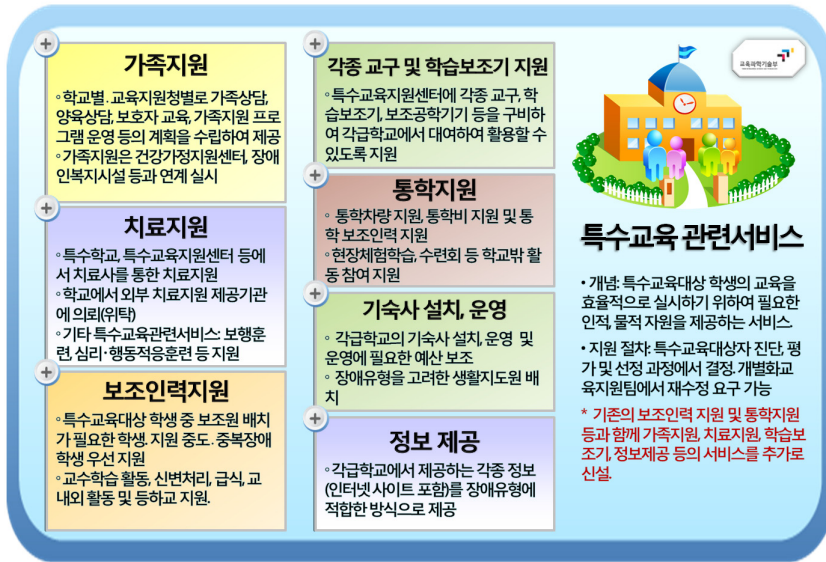 가족지원
◦학교별·교육지원청별로 가족상담,
양육상담, 보호자 교육, 가족지원 프로
그램 운영 등의 계획을 수립하여 제공
◦가족지원은 건강가정지원센터, 장애
인복지시설 등과 연계 실시
치료지원
◦특수학교, 특수교육지원센터 등에
서 치료사를 통한 치료지원
◦학교에서 외부 치료지원 제공기관
에 의뢰(위탁)
◦기타 특수교육관련서비스: 보행훈
련, 심리·행동적응훈련 등 지원
보조인력지원
◦특수교육대상 학생 중 보조원 배치
가 필요한 학생. 지원 중도·중복장애
학생 우선 지원
◦교수학습 활동, 신변처리, 급식, 교
내외 활동 및 등하교 지원.
각종 교구 및 학습보조기 지원
◦특수교육지원센터에 각종 교구, 학
습보조기, 보조공학기기 등을 구비하
여 각급학교에서 대여하여 활용할 수
있도록 지원
통학지원
◦ 통학차량 지원, 통학비 지원 및 통
학 보조인력 지원
◦현장체험학습, 수련회 등 학교밖 활
동 참여 지원
기숙사 설치, 운영
◦ 각급학교의 기숙사 설치, 운영 및
운영에 필요한 예산 보조
◦ 장애유형을 고려한 생활지도원 배
치
정보 제공
◦각급학교에서 제공하는 각종 정보
(인터넷 사이트 포함)를 장애유형에
적합한 방식으로 제공
교육과학기술부
특수교육 관련서비스
• 개념: 특수교육대상 학생의 교육을
효율적으로 실시하기 위하여 필요한
인적, 물적 자원을 제공하는 서비스.
• 지원 절차: 특수교육대상자 진단, 평
가 및 선정 과정에서 결정. 개별화교
육지원팀에서 재수정 요구 가능
* 기존의 보조인력 지원 및 통학지원
등과 함께 가족지원, 치료지원, 학습보
조기, 정보제공 등의 서비스를 추가로
신설.